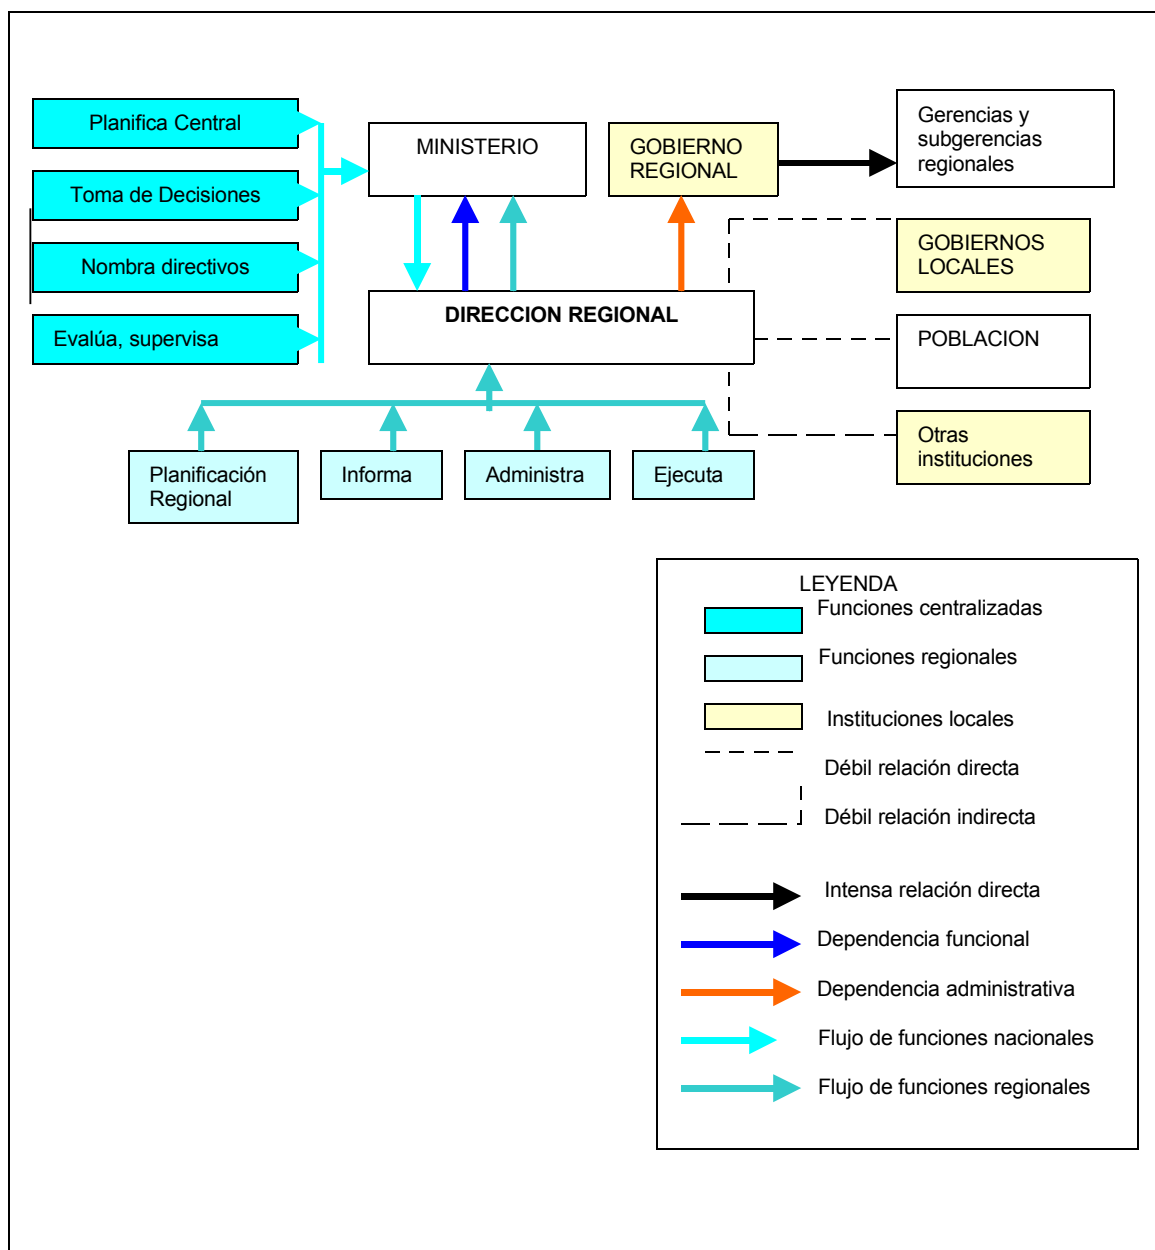 Planifica Central
Toma de Decisiones
Nombra directivos
Evalúa, supervisa
MINISTERIO
GOBIERNO
REGIONAL
Gerencias y
subgerencias
regionales
GOBIERNOS
LOCALES
DIRECCION REGIONAL
POBLACION
Otras
instituciones
Planificación
Regional
Informa
Administra
Ejecuta
LEYENDA
Funciones centralizadas
Funciones regionales
Instituciones locales
Débil relación directa
Débil relación indirecta
Intensa relación directa
Dependencia funcional
Dependencia administrativa
Flujo de funciones nacionales
Flujo de funciones regionales